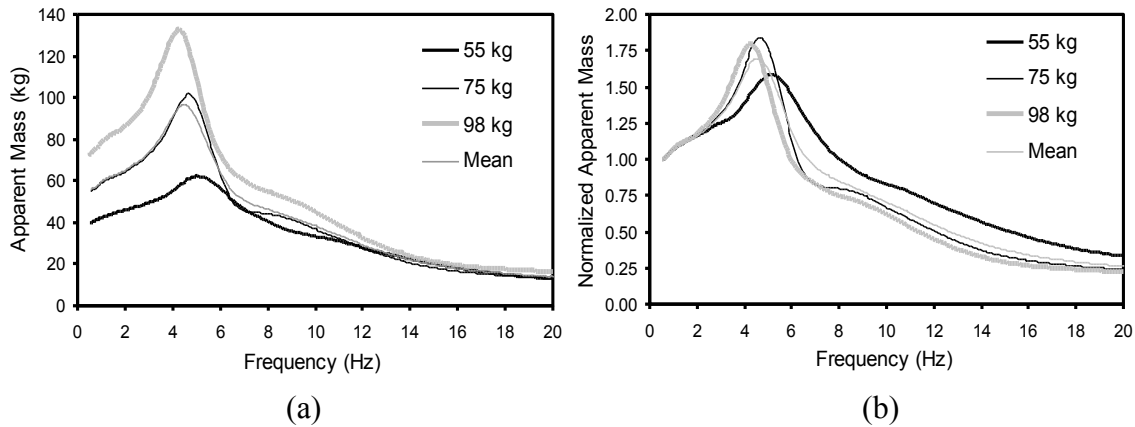 Apparent Mass (kg)
140
120
100
80
60
40
20
0
0 2 4 6 8 10 12 14 16 18 20
Frequency (Hz)
55 kg
75 kg
98 kg
Mean
(a)
Normalized Apparent Mass
2.00
1.75
1.50
1.25
1.00
0.75
0.50
0.25
0.00
0 2 4 6 8 10 12 14 16 18 20
Frequency (Hz)
55 kg
75 kg
98 kg
Mean
(b)